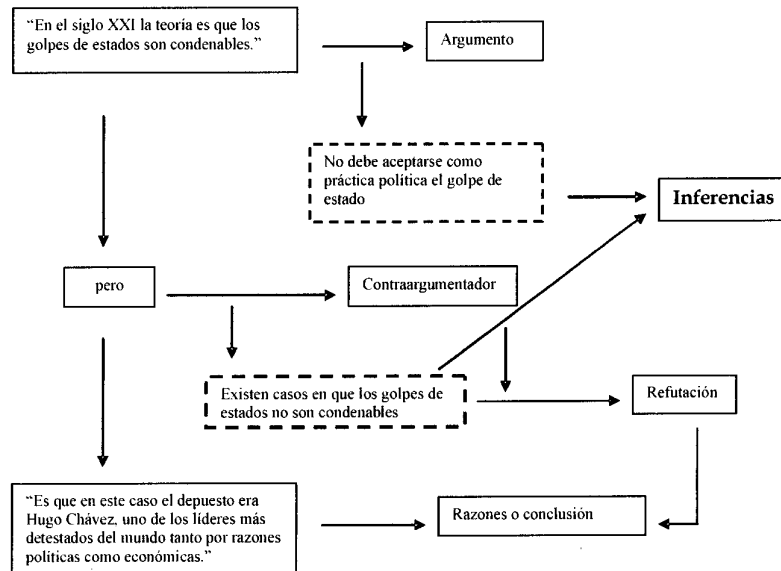 “En el siglo XXI la teoría es que los
golpes de estados son condenables.”
Argumento
No debe aceptarse como
práctica política el golpe de
estado
Inferencias
pero
Contraargumentador
Existen casos en que los golpes de
estados no son condenables
Refutación
“Es que en este caso el depuesto era
Hugo Chávez, uno de los líderes más
detestados del mundo tanto por razones
políticas como económicas.”
Razones o conclusión